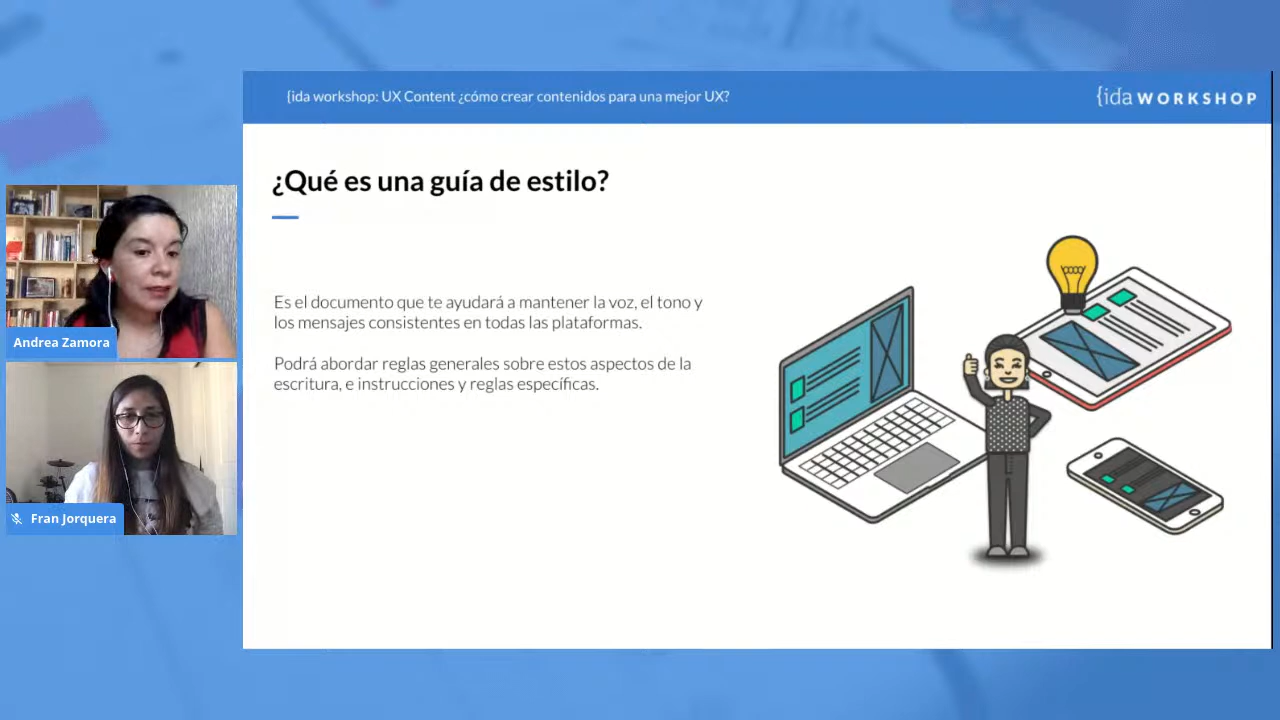 {ida workshop: UX Content ¿cómo crear contenidos para una mejor UX?
{ida WORKSHOP
¿Qué es una guía de estilo?
Es el documento que te ayudará a mantener la voz, el tono y
los mensajes consistentes en todas las plataformas.
Podrá abordar reglas generales sobre estos aspectos de la
escritura, e instrucciones y reglas específicas.
Andrea Zamora
Fran Jorquera